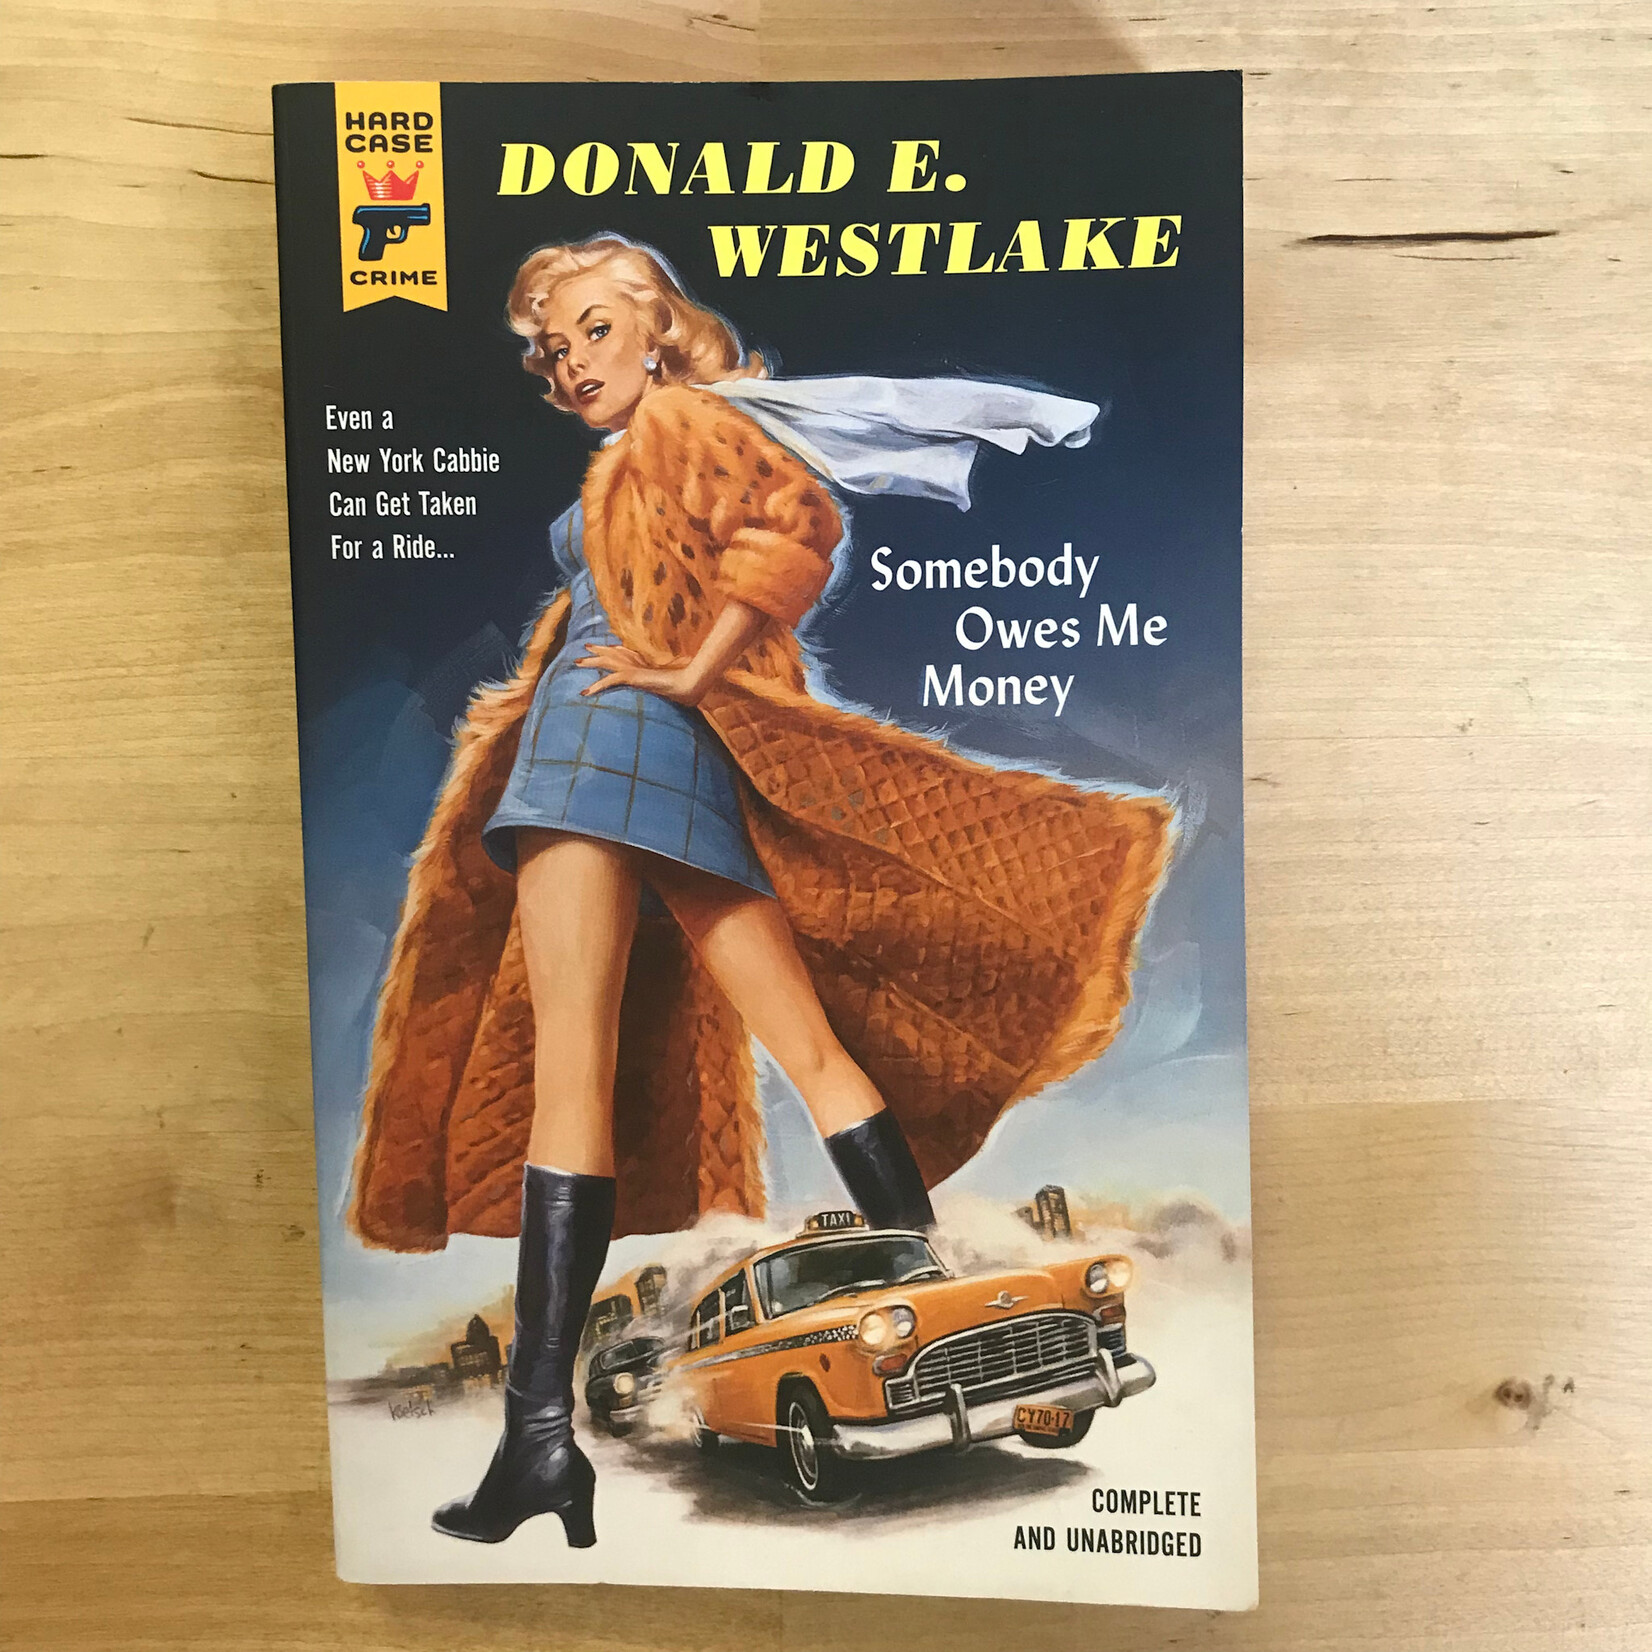 HARD
CASE
CRIME
DONALD E.
WESTLAKE
Even a
New York Cabbie
Can Get Taken
For a Ride...
Somebody
Owes Me
Money
TAXI
CY70-17
COMPLETE
AND UNABRIDGED